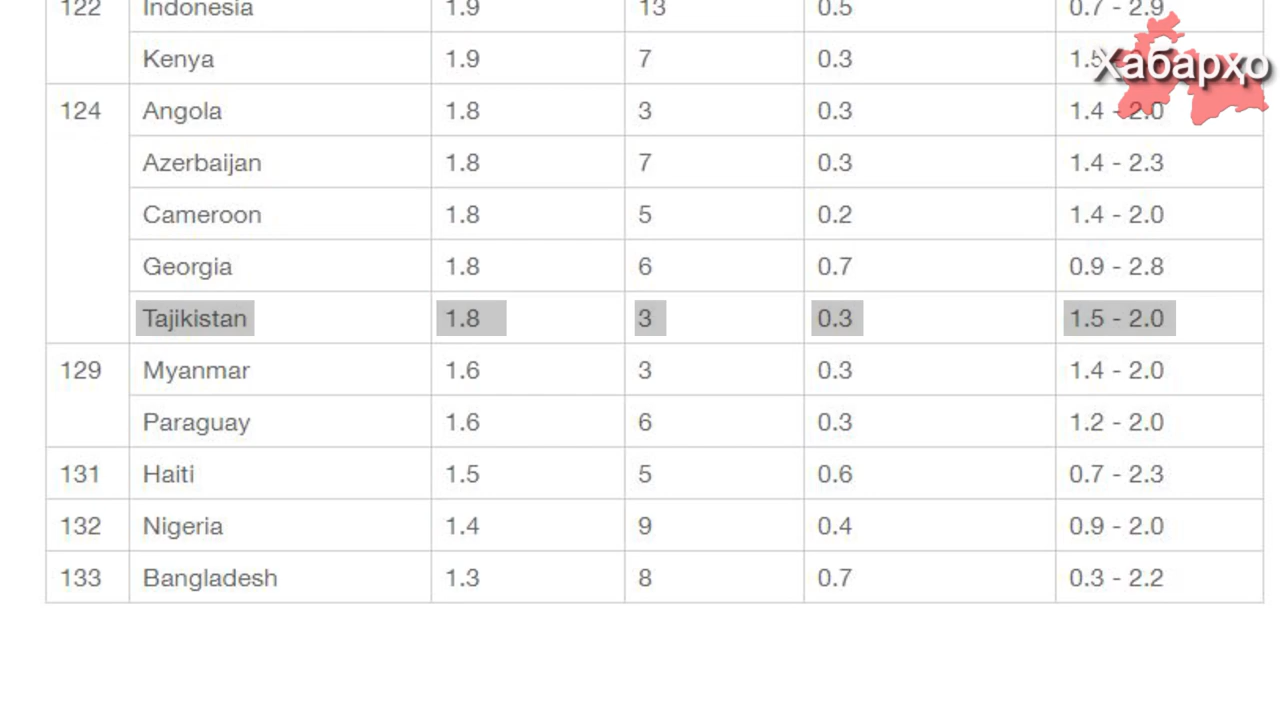 122 Indonesia 1.9 13 0.5 0.7 - 2.9
Kenya 1.9 7 0.3 1.5
Хабарҳо
124 Angola 1.8 3 0.3 1.4 - 2.0
Azerbaijan 1.8 7 0.3 1.4 - 2.3
Cameroon 1.8 5 0.2 1.4 - 2.0
Georgia 1.8 6 0.7 0.9 - 2.8
Tajikistan 1.8 3 0.3 1.5 - 2.0
129 Myanmar 1.6 3 0.3 1.4 - 2.0
Paraguay 1.6 6 0.3 1.2 - 2.0
131 Haiti 1.5 5 0.6 0.7 - 2.3
132 Nigeria 1.4 9 0.4 0.9 - 2.0
133 Bangladesh 1.3 8 0.7 0.3 - 2.2